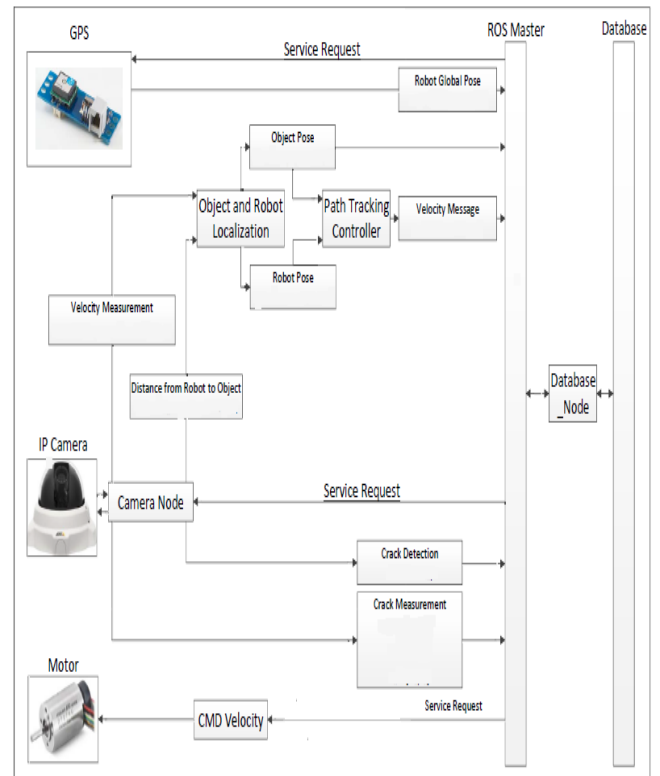 GPS
ROS Master
Database
Service Request
Robot Global Pose
Object Pose
Object and Robot
Localization
Path Tracking
Controller
Velocity Message
Robot Pose
Velocity Measurement
Distance from Robot to Object
Database
_Node
IP Camera
Camera Node
Service Request
Crack Detection
Crack Measurement
Motor
CMD Velocity
Service Request